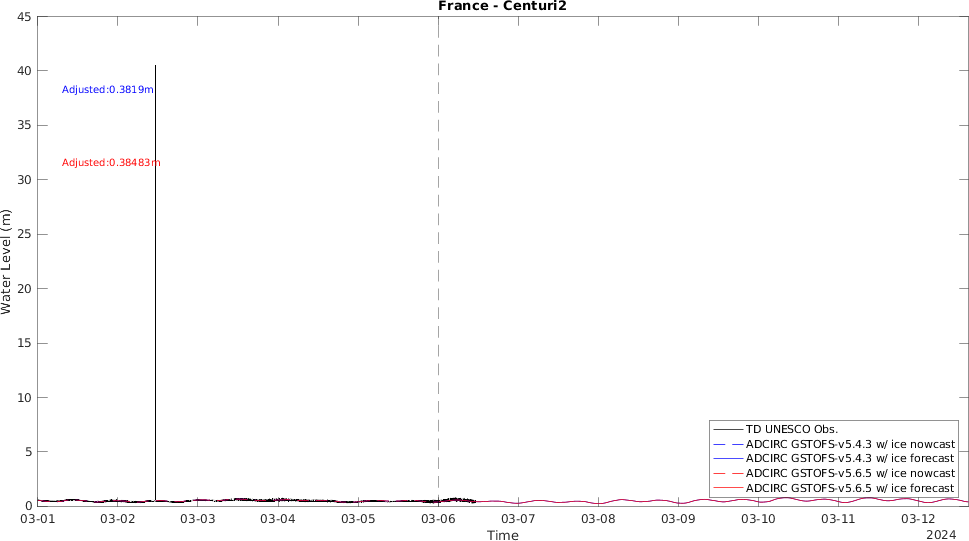 France - Centuri2
45
40
35
30
25
20
15
10
5
0
Water Level (m)
Adjusted:0.3819m
Adjusted:0.38483m
TD UNESCO Obs.
ADCIRC GSTOFS-v5.4.3 w/ ice nowcast
ADCIRC GSTOFS-v5.4.3 w/ ice forecast
ADCIRC GSTOFS-v5.6.5 w/ ice nowcast
ADCIRC GSTOFS-v5.6.5 w/ ice forecast
03-01 03-02 03-03 03-04 03-05 03-06 03-07 03-08 03-09 03-10 03-11 03-12
Time
2024